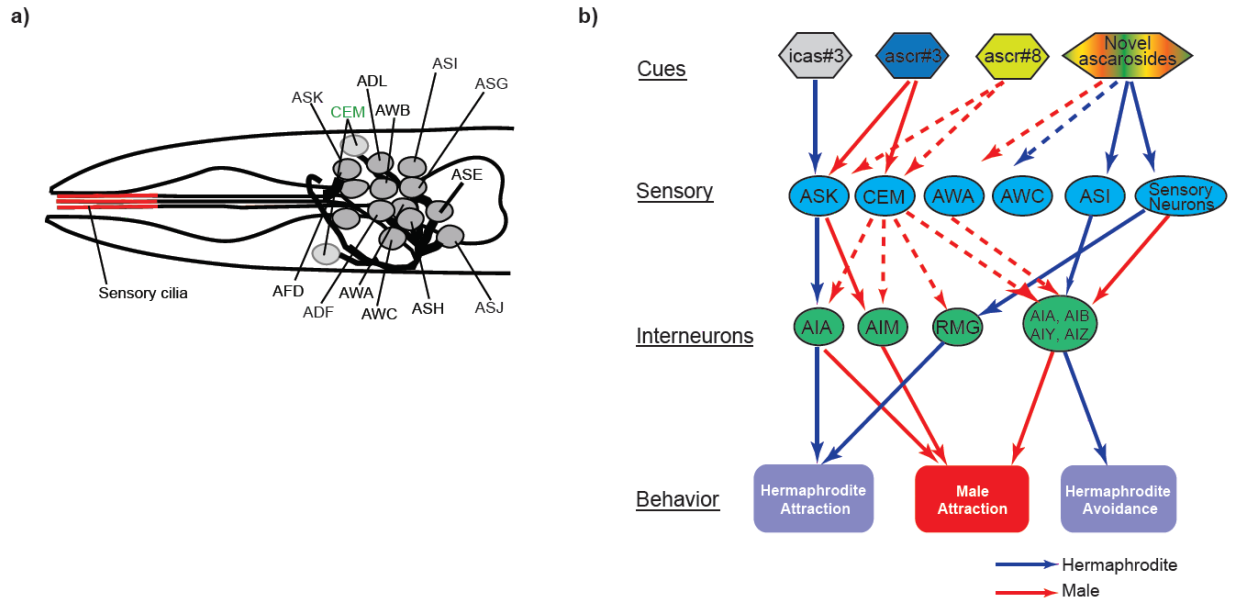 a)
ASI
ADL
ASG
ASK
AWB
CEM
ASE
Sensory cilia
AFD
AWA
ASH
ASJ
ADF
AWC
b)
Cues
icas#3
ascr#3
ascr#8
Novel
ascarosides
Sensory
ASK
CEM
AWA
AWC
ASI
Sensory
Neurons
Interneurons
AIA
AIM
RMG
AIA, AIB
AIY, AIZ
Behavior
Hermaphrodite
Attraction
Male
Attraction
Hermaphrodite
Avoidance
Hermaphrodite
Male